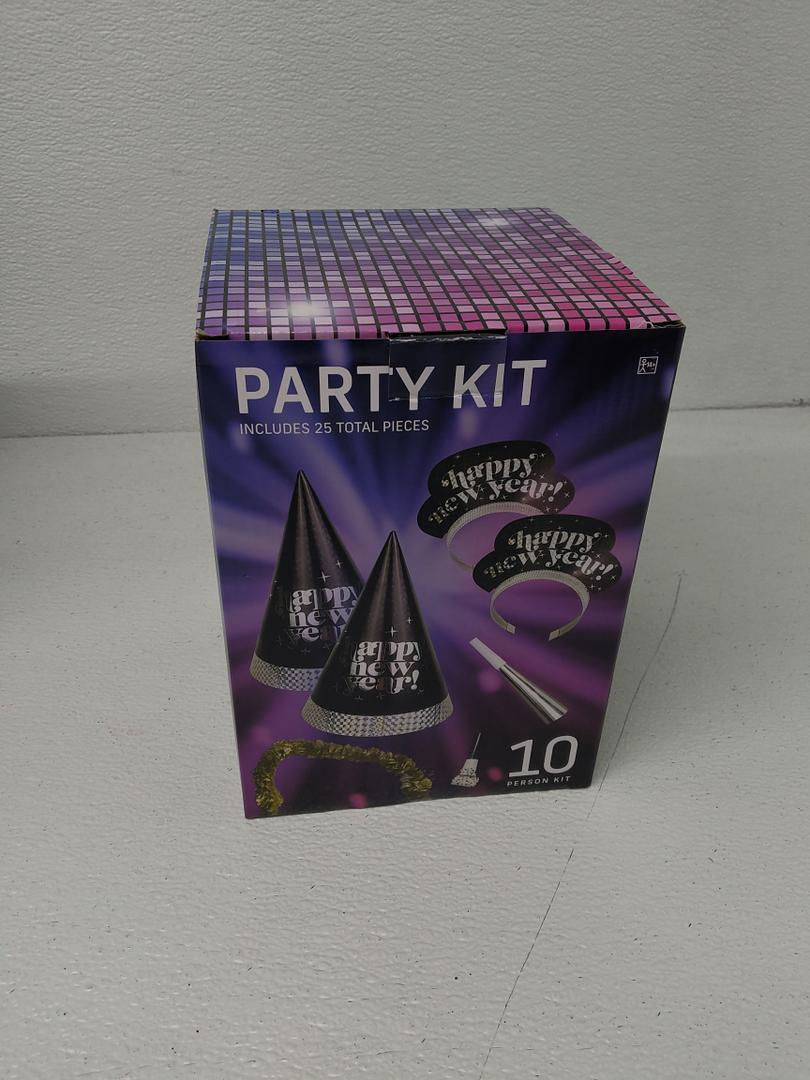 PARTY KIT
INCLUDES 25 TOTAL PIECES
happy
new year!
happy
new year!
happy
new
year
happy
new
year!
10
PERSON KIT